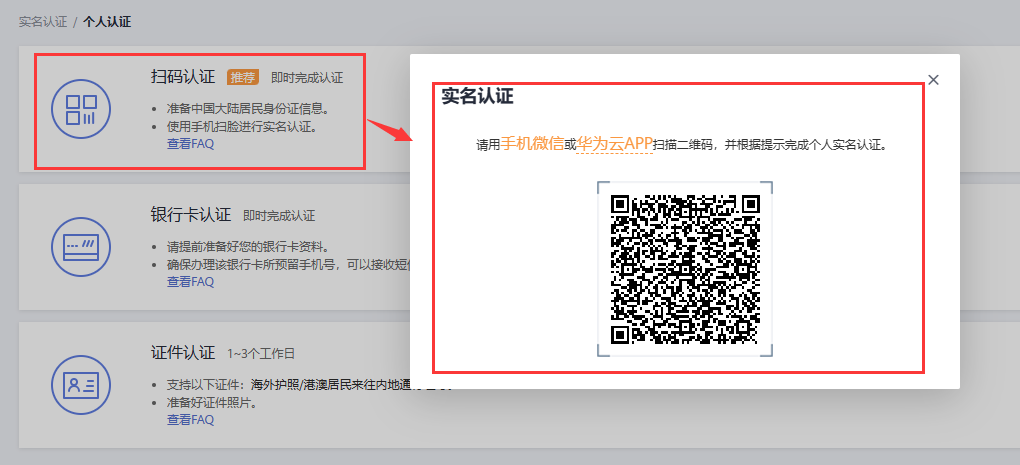 实名认证 / 个人认证
扫码认证 推荐 即时完成认证
准备中国大陆居民身份证信息。
使用手机扫脸进行实名认证。
查看FAQ
银行卡认证 即时完成认证
请提前准备好您的银行卡资料。
确保办理该银行卡所预留手机号，可以接收短
查看FAQ
证件认证 1~3个工作日
支持以下证件：海外护照/港澳居民来往内地通
准备好证件照片。
查看FAQ
实名认证
请用手机微信或华为云APP扫描二维码，并根据提示完成个人实名认证。